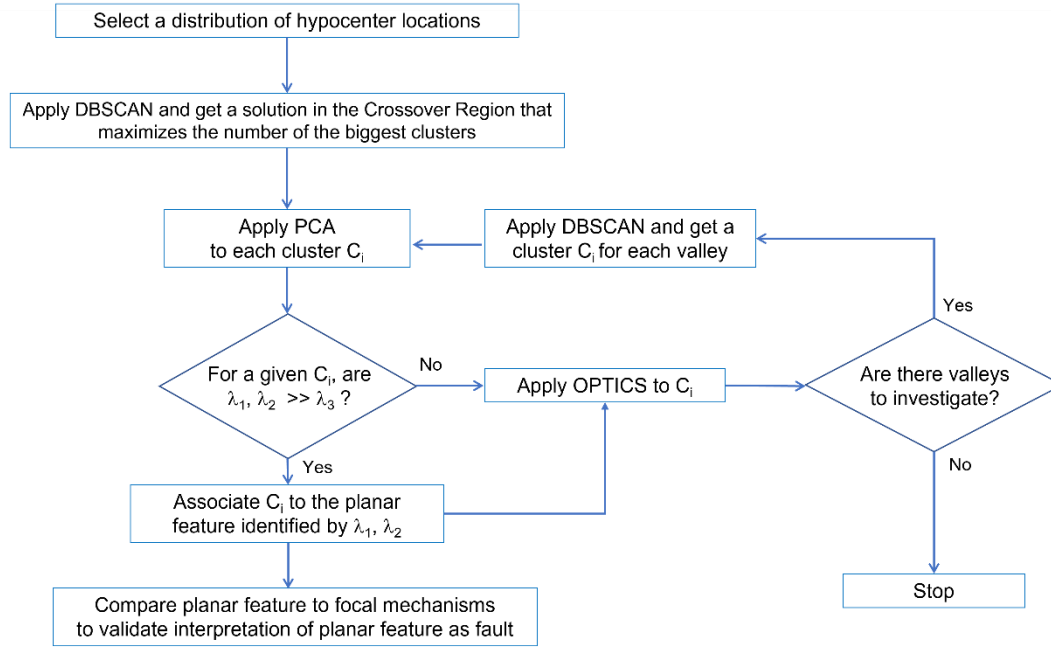 Select a distribution of hypocenter locations
Apply DBSCAN and get a solution in the Crossover Region that
maximizes the number of the biggest clusters
Apply PCA
to each cluster Cᵢ
Apply DBSCAN and get a
cluster Cᵢ for each valley
Yes
For a given Cᵢ, are
λ₁, λ₂ >> λ₃ ?
No
Apply OPTICS to Cᵢ
Are there valleys
to investigate?
Yes
No
Associate Cᵢ to the planar
feature identified by λ₁, λ₂
Stop
Compare planar feature to focal mechanisms
to validate interpretation of planar feature as fault